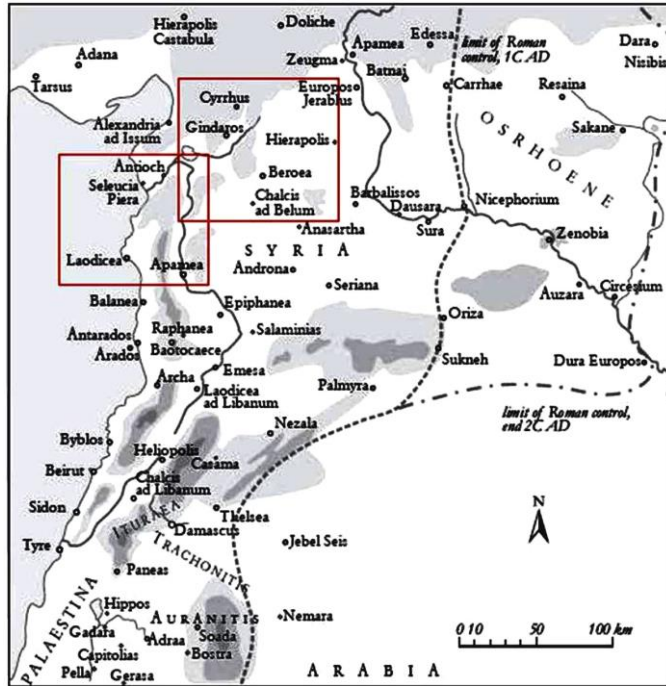 Hierapolis
Castabula
Doliche
Edessa
limit of Roman
control, 1C AD
Dara
Nisibis
Adana
Tarsus
Zeugma
Apamea
Batnai
Europos
Jerablus
Carrhae
Resaina
Cyrrhus
Gindaros
Alexandria
ad Issum
Hierapolis
Sakane
OSRHOENE
Antioch
Seleucia
Piera
Beroea
Chalcis
ad Belum
Barbalissos
Dausara
Nicephorium
Sura
Anasartha
SYRIA
Zenobia
Laodicea
Apamea
Androna
Seriana
Auzara
Circesium
Balanea
Epiphanea
Oriza
Antarados
Arados
Raphanea
Baotocaece
Salaminias
Sukneh
Dura Europos
Emesa
Archa
Laodicea
ad Libanum
Palmyra
limit of Roman control,
end 2C AD
Nezala
Byblos
Heliopolis
Casama
Beirut
Chalcis
ad Libanum
N
Sidon
ITURAEA
Thelsea
Damascus
Tyre
TRACHONITIS
Jebel Seis
Paneas
PALAESTINA
Hippos
AURANITIS
Nemara
Gadara
Adraa
Soada
Capitolias
Bostra
Pella
Gerasa
ARABIA
0 10 50 100 km